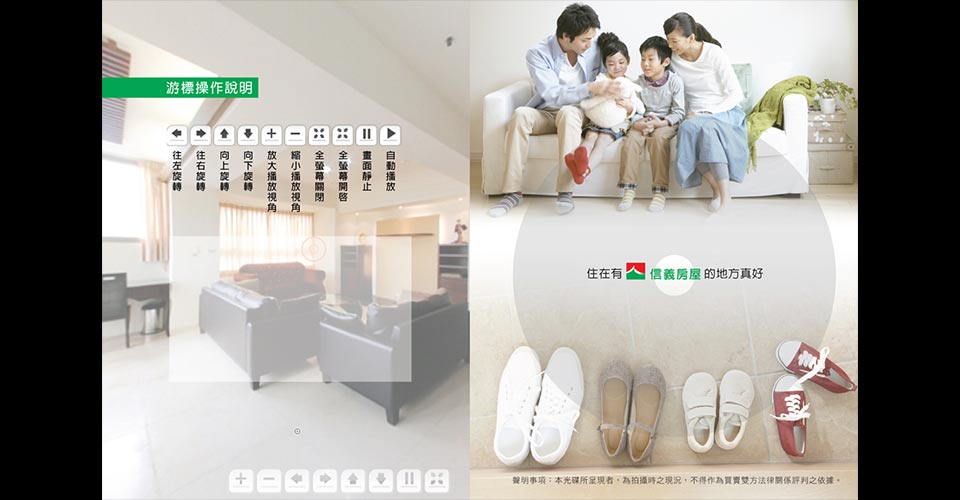 游標操作說明
往左旋轉
往右旋轉
向上旋轉
向下旋轉
放大播放視角
縮小播放視角
全螢幕關閉
全螢幕開啓
畫面靜止
自動播放
住在有 信義房屋 的地方真好
聲明事項：本光碟所呈現者，為拍攝時之現況，不得作為買賣雙方法律關係評判之依據。